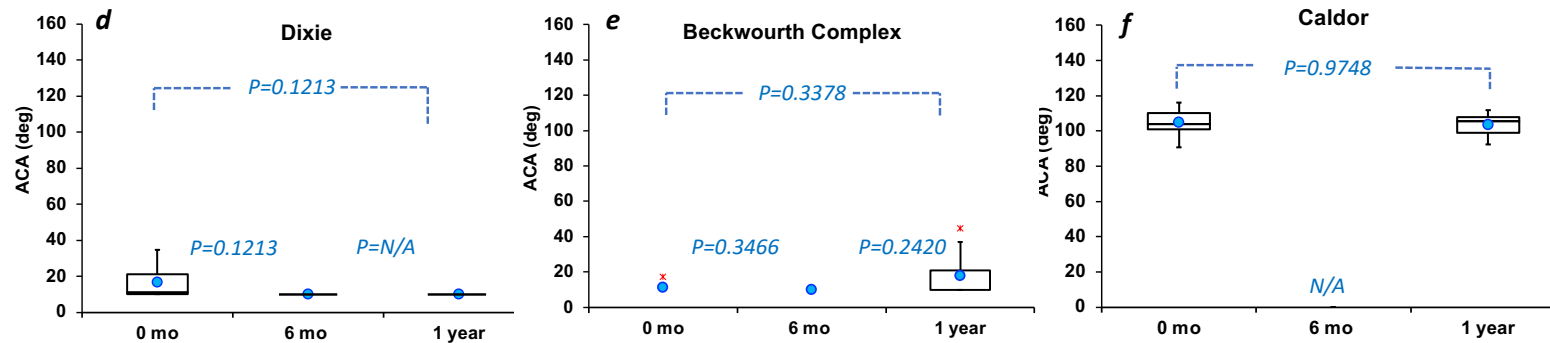 d
Dixie
160
140
120
100
80
60
40
20
0
ACA (deg)
P=0.1213
P=0.1213
P=N/A
0 mo
6 mo
1 year
e
Beckwourth Complex
160
140
120
100
80
60
40
20
0
ACA (deg)
P=0.3378
P=0.3466
P=0.2420
0 mo
6 mo
1 year
f
Caldor
160
140
120
100
80
60
40
20
0
ACA (deg)
P=0.9748
N/A
0 mo
6 mo
1 year